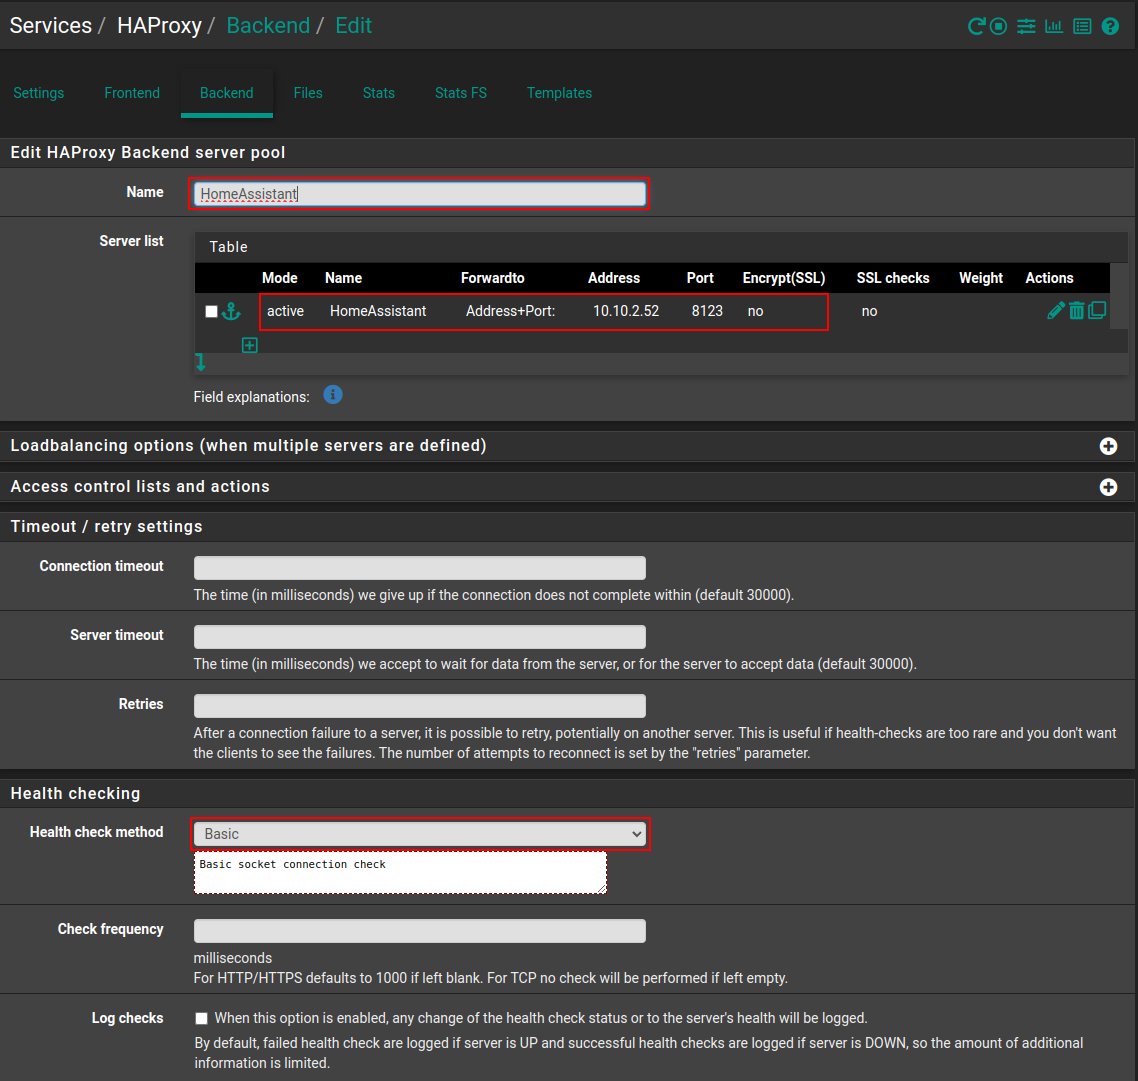 Services / HAProxy / Backend / Edit
Settings Frontend Backend Files Stats Stats FS Templates
Edit HAProxy Backend server pool
Name HomeAssistant
Server list
Table
Mode Name Forwardto Address Port Encrypt(SSL) SSL checks Weight Actions
active HomeAssistant Address+Port: 10.10.2.52 8123 no no
Field explanations:
Loadbalancing options (when multiple servers are defined)
Access control lists and actions
Timeout / retry settings
Connection timeout
The time (in milliseconds) we give up if the connection does not complete within (default 30000).
Server timeout
The time (in milliseconds) we accept to wait for data from the server, or for the server to accept data (default 30000).
Retries
After a connection failure to a server, it is possible to retry, potentially on another server. This is useful if health-checks are too rare and you don't want
the clients to see the failures. The number of attempts to reconnect is set by the "retries" parameter.
Health checking
Health check method Basic
Basic socket connection check
Check frequency
milliseconds
For HTTP/HTTPS defaults to 1000 if left blank. For TCP no check will be performed if left empty.
Log checks When this option is enabled, any change of the health check status or to the server's health will be logged.
By default, failed health check are logged if server is UP and successful health checks are logged if server is DOWN, so the amount of additional
information is limited.